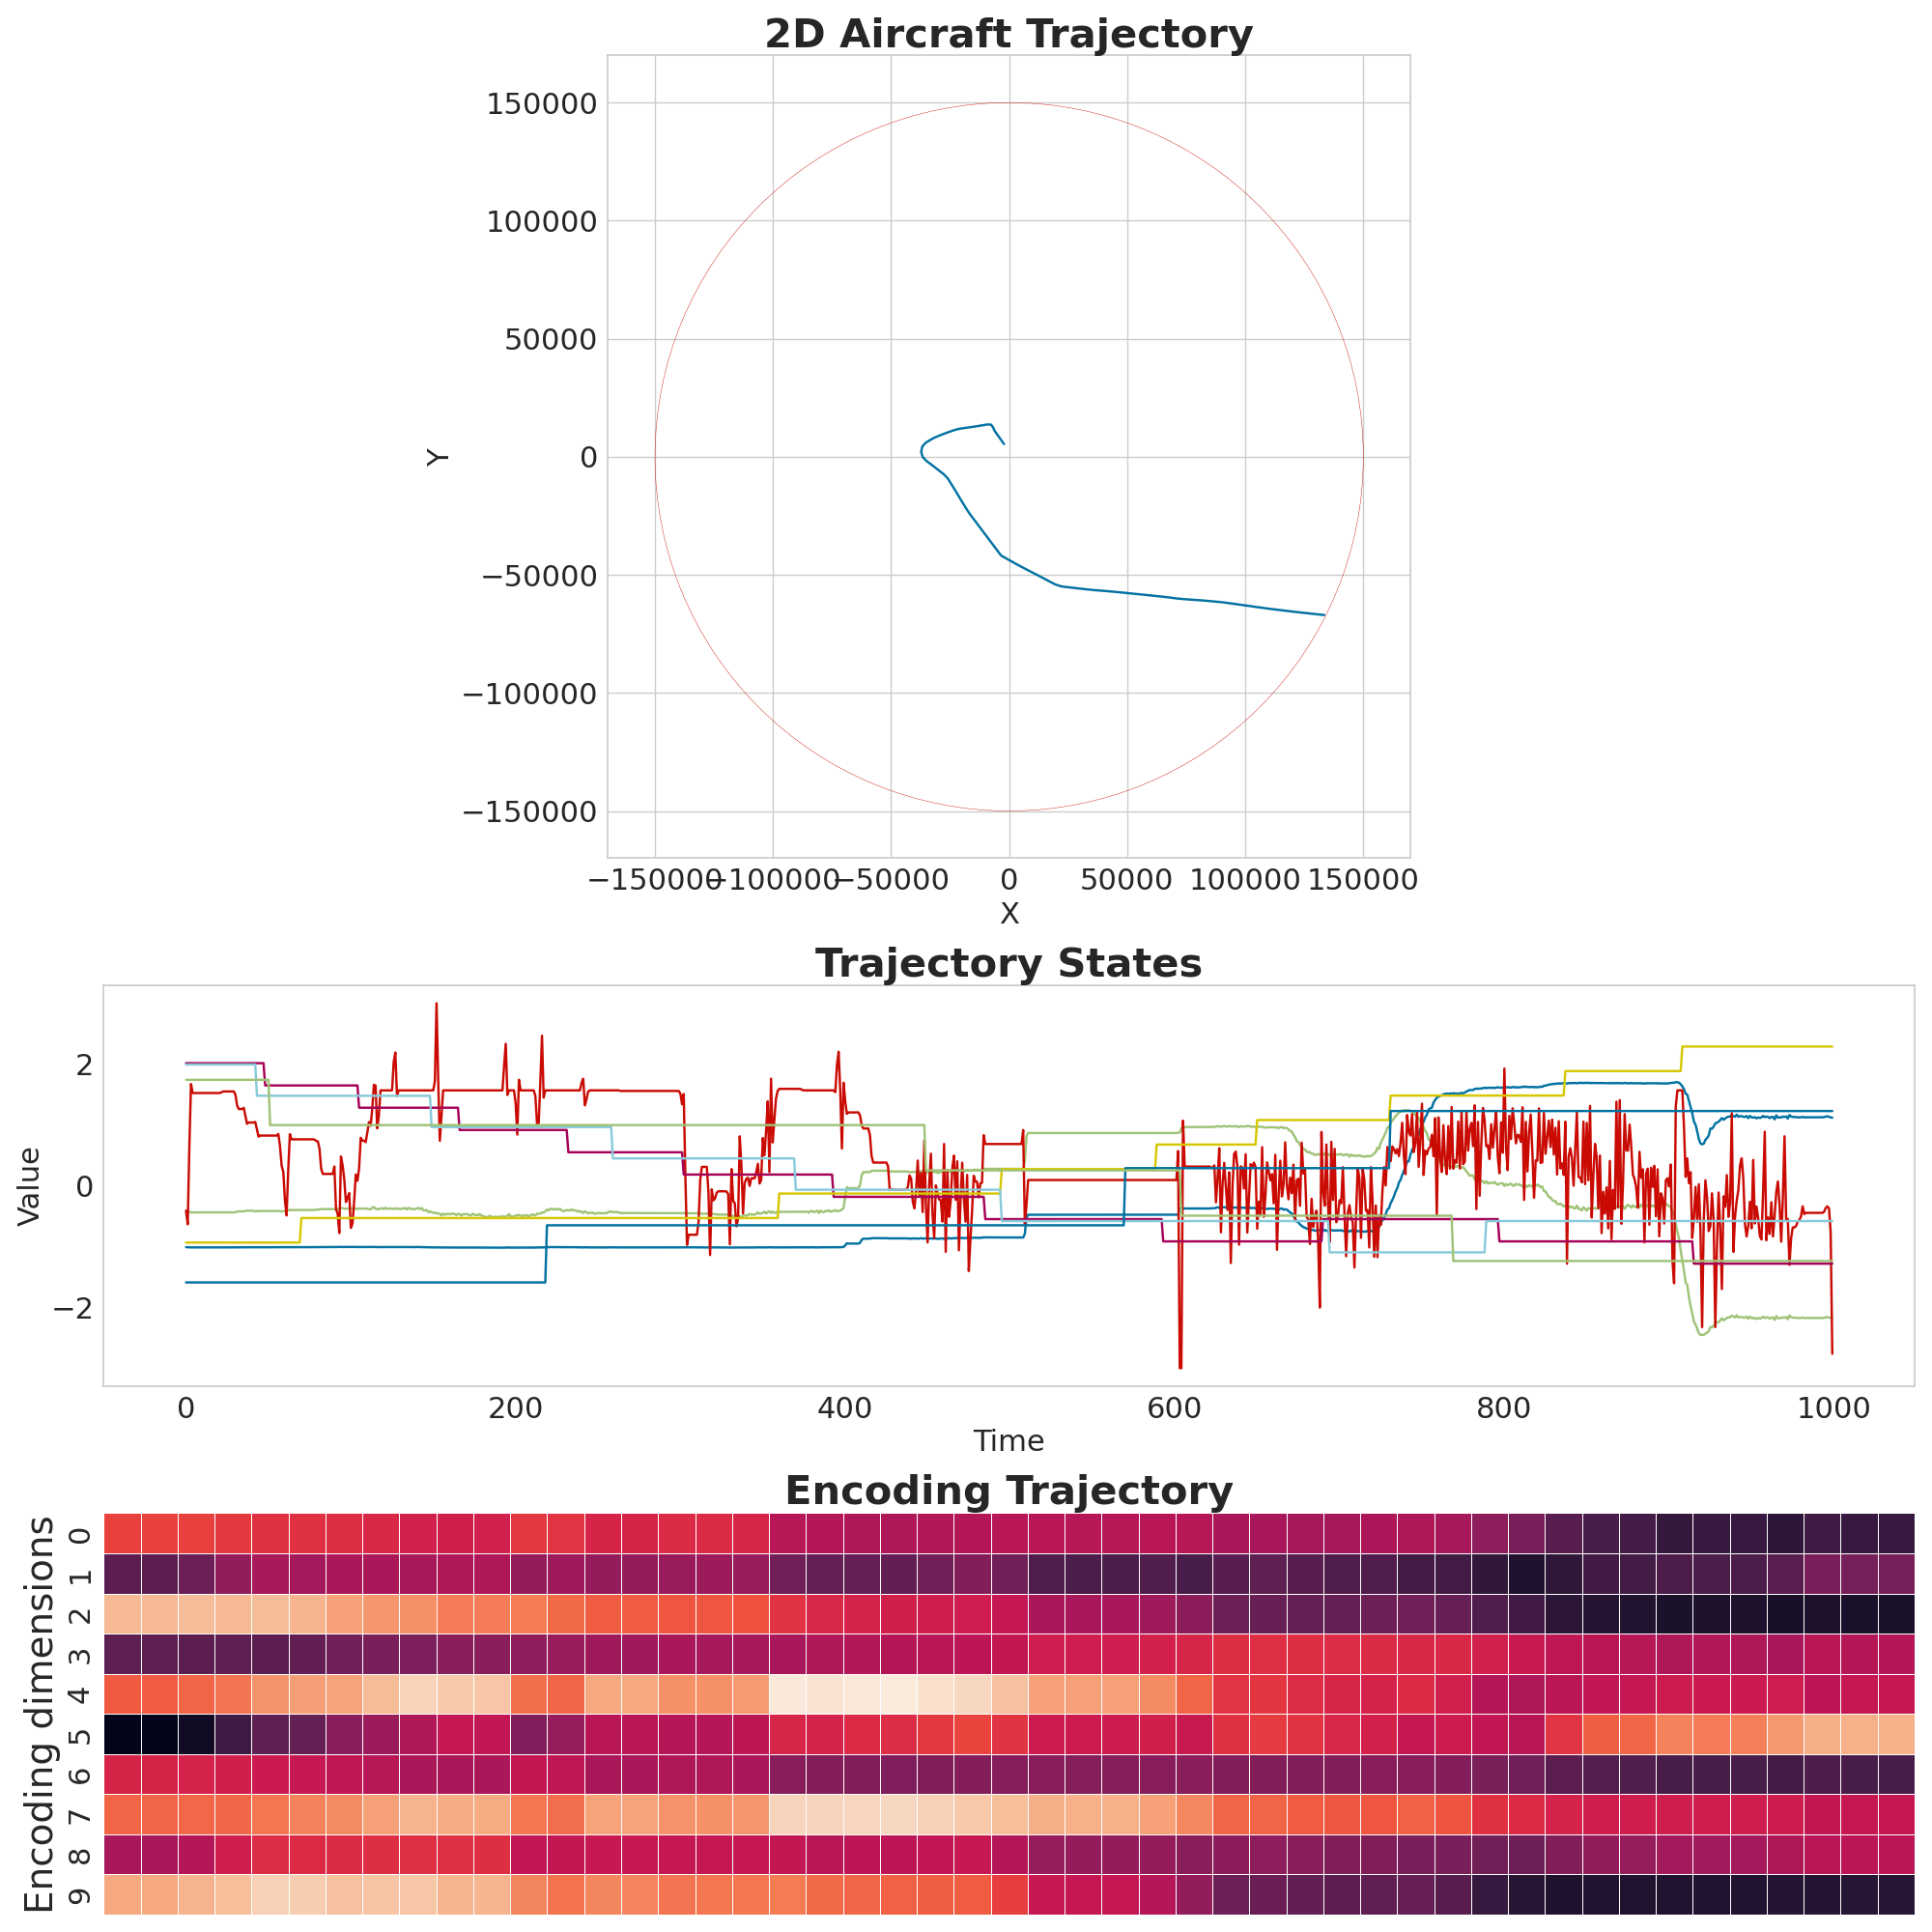 2D Aircraft Trajectory
150000
100000
50000
0
−50000
−100000
−150000
Y
−150000 −100000 −50000 0 50000 100000 150000
X
Trajectory States
2
0
−2
Value
0 200 400 600 800 1000
Time
Encoding Trajectory
Encoding dimensions
0
1
2
3
4
5
6
7
8
9